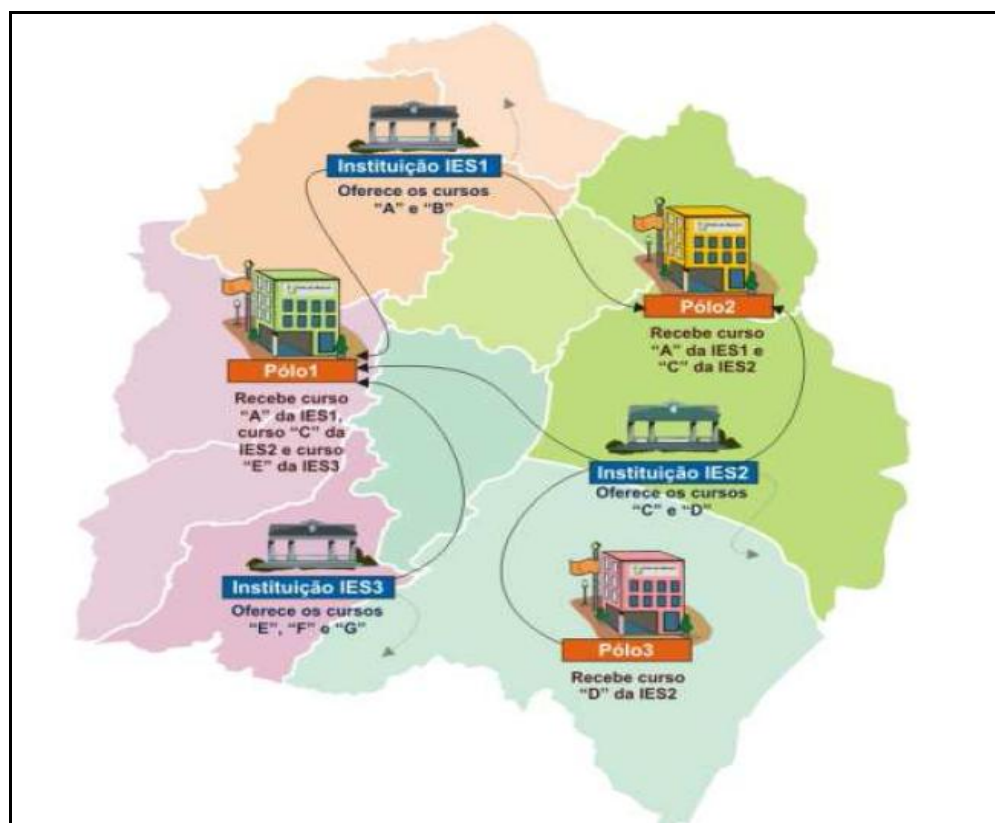 Instituição IES1
Oferece os cursos
“A” e “B”
Pólo2
Recebe curso
“A” da IES1 e
“C” da IES2
Pólo1
Recebe curso
“A” da IES1,
curso “C” da
IES2 e curso
“E” da IES3
Instituição IES2
Oferece os cursos
“C” e “D”
Instituição IES3
Oferece os cursos
“E”, “F” e “G”
Pólo3
Recebe curso
“D” da IES2